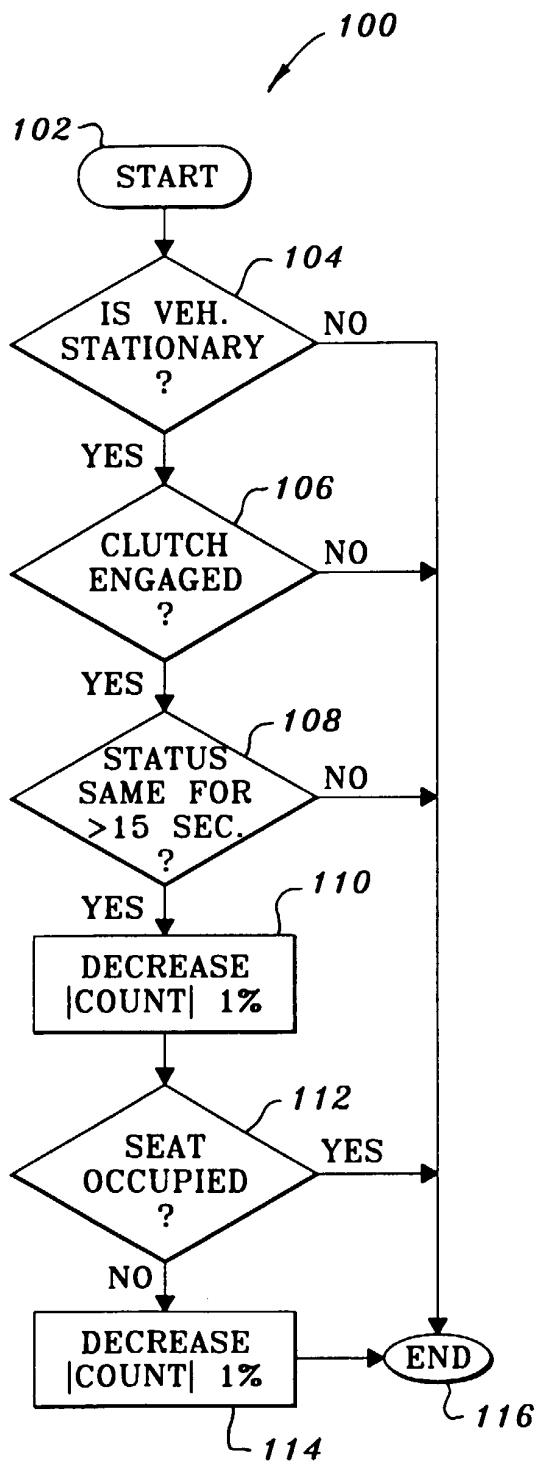 100
102
START
104
IS VEH.
STATIONARY
?
NO
YES
106
CLUTCH
ENGAGED
?
NO
YES
108
STATUS
SAME FOR
>15 SEC.
?
NO
YES
110
DECREASE
|COUNT| 1%
112
SEAT
OCCUPIED
?
YES
NO
DECREASE
|COUNT| 1%
114
END
116